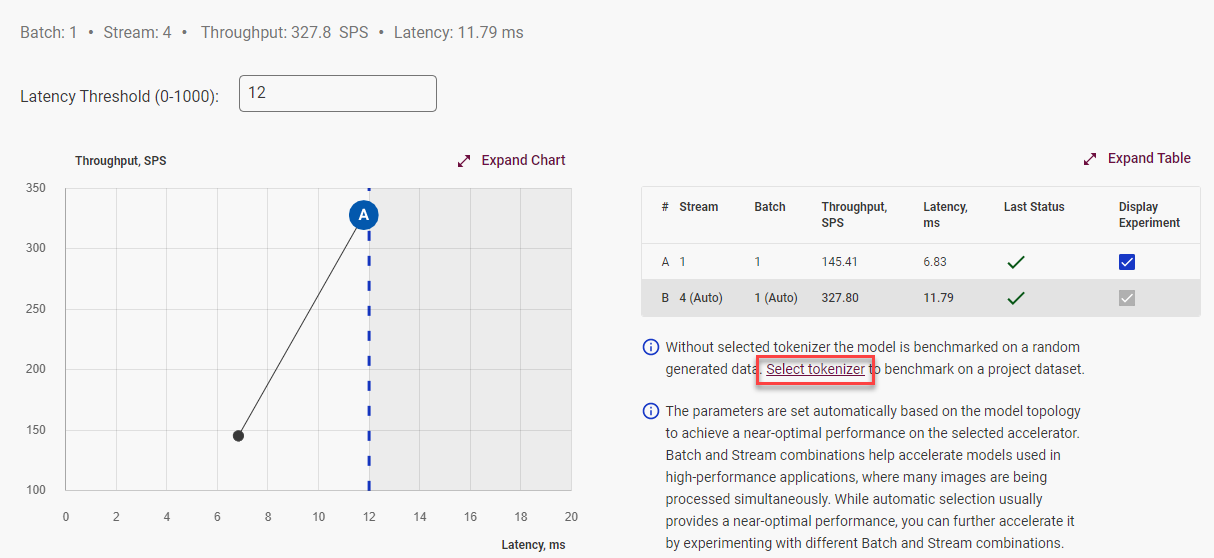 Batch: 1 • Stream: 4 • Throughput: 327.8 SPS • Latency: 11.79 ms
Latency Threshold (0-1000): 12
Throughput, SPS
Expand Chart
350
300
250
200
150
100
A
0 2 4 6 8 10 12 14 16 18 20
Latency, ms
Expand Table
# Stream Batch Throughput, SPS Latency, ms Last Status Display Experiment
A 1 1 145.41 6.83
B 4 (Auto) 1 (Auto) 327.80 11.79
Without selected tokenizer the model is benchmarked on a random
generated data. Select tokenizer to benchmark on a project dataset.
The parameters are set automatically based on the model topology
to achieve a near-optimal performance on the selected accelerator.
Batch and Stream combinations help accelerate models used in
high-performance applications, where many images are being
processed simultaneously. While automatic selection usually
provides a near-optimal performance, you can further accelerate it
by experimenting with different Batch and Stream combinations.